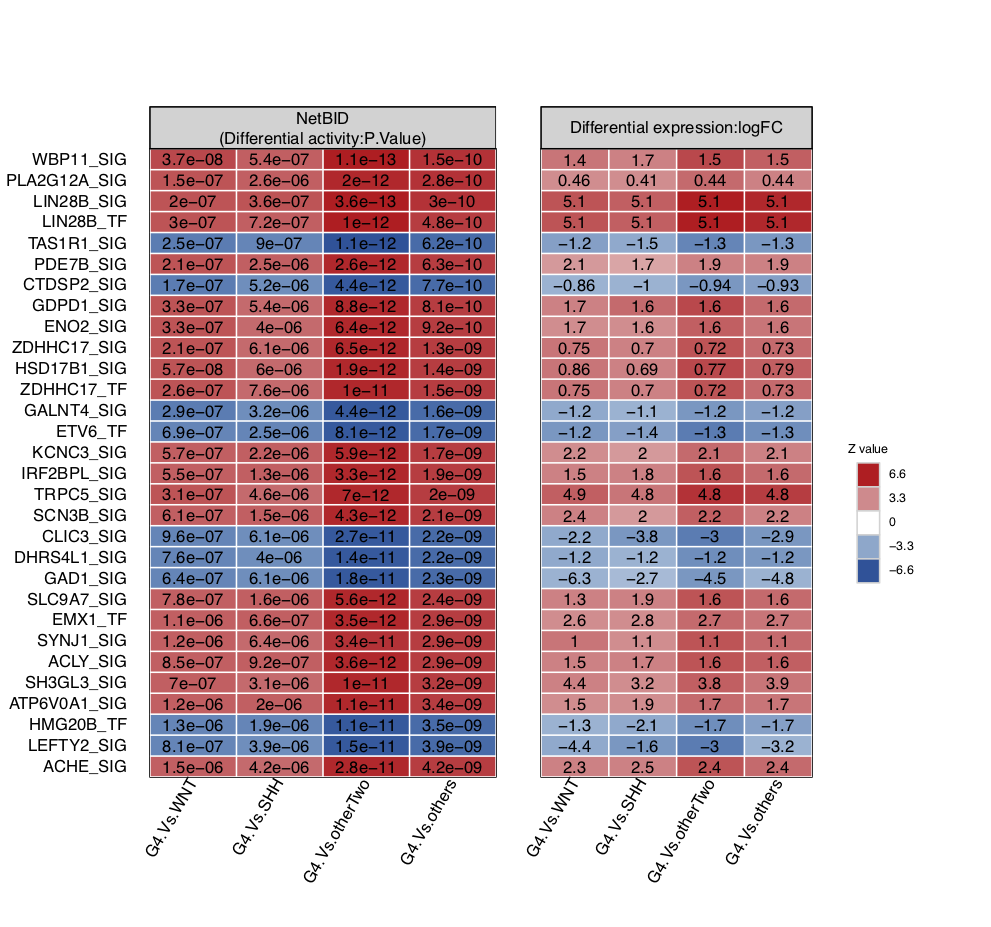 NetBID
(Differential activity:P.Value)
Differential expression:logFC
WBP11_SIG 3.7e−08 5.4e−07 1.1e−13 1.5e−10 1.4 1.7 1.5 1.5
PLA2G12A_SIG 1.5e−07 2.6e−06 2e−12 2.8e−10 0.46 0.41 0.44 0.44
LIN28B_SIG 2e−07 3.6e−07 3.6e−13 3e−10 5.1 5.1 5.1 5.1
LIN28B_TF 3e−07 7.2e−07 1e−12 4.8e−10 5.1 5.1 5.1 5.1
TAS1R1_SIG 2.5e−07 9e−07 1.1e−12 6.2e−10 −1.2 −1.5 −1.3 −1.3
PDE7B_SIG 2.1e−07 2.5e−06 2.6e−12 6.3e−10 2.1 1.7 1.9 1.9
CTDSP2_SIG 1.7e−07 5.2e−06 4.4e−12 7.7e−10 −0.86 −1 −0.94 −0.93
GDPD1_SIG 3.3e−07 5.4e−06 8.8e−12 8.1e−10 1.7 1.6 1.6 1.6
ENO2_SIG 3.3e−07 4e−06 6.4e−12 9.2e−10 1.7 1.6 1.6 1.6
ZDHHC17_SIG 2.1e−07 6.1e−06 6.5e−12 1.3e−09 0.75 0.7 0.72 0.73
HSD17B1_SIG 5.7e−08 6e−06 1.9e−12 1.4e−09 0.86 0.69 0.77 0.79
ZDHHC17_TF 2.6e−07 7.6e−06 1e−11 1.5e−09 0.75 0.7 0.72 0.73
GALNT4_SIG 2.9e−07 3.2e−06 4.4e−12 1.6e−09 −1.2 −1.1 −1.2 −1.2
ETV6_TF 6.9e−07 2.5e−06 8.1e−12 1.7e−09 −1.2 −1.4 −1.3 −1.3
KCNC3_SIG 5.7e−07 2.2e−06 5.9e−12 1.7e−09 2.2 2 2.1 2.1
IRF2BPL_SIG 5.5e−07 1.3e−06 3.3e−12 1.9e−09 1.5 1.8 1.6 1.6
TRPC5_SIG 3.1e−07 4.6e−06 7e−12 2e−09 4.9 4.8 4.8 4.8
SCN3B_SIG 6.1e−07 1.5e−06 4.3e−12 2.1e−09 2.4 2 2.2 2.2
CLIC3_SIG 9.6e−07 6.1e−06 2.7e−11 2.2e−09 −2.2 −3.8 −3 −2.9
DHRS4L1_SIG 7.6e−07 4e−06 1.4e−11 2.2e−09 −1.2 −1.2 −1.2 −1.2
GAD1_SIG 6.4e−07 6.1e−06 1.8e−11 2.3e−09 −6.3 −2.7 −4.5 −4.8
SLC9A7_SIG 7.8e−07 1.6e−06 5.6e−12 2.4e−09 1.3 1.9 1.6 1.6
EMX1_TF 1.1e−06 6.6e−07 3.5e−12 2.9e−09 2.6 2.8 2.7 2.7
SYNJ1_SIG 1.2e−06 6.4e−06 3.4e−11 2.9e−09 1 1.1 1.1 1.1
ACLY_SIG 8.5e−07 9.2e−07 3.6e−12 2.9e−09 1.5 1.7 1.6 1.6
SH3GL3_SIG 7e−07 3.1e−06 1e−11 3.2e−09 4.4 3.2 3.8 3.9
ATP6V0A1_SIG 1.2e−06 2e−06 1.1e−11 3.4e−09 1.5 1.9 1.7 1.7
HMG20B_TF 1.3e−06 1.9e−06 1.1e−11 3.5e−09 −1.3 −2.1 −1.7 −1.7
LEFTY2_SIG 8.1e−07 3.9e−06 1.5e−11 3.9e−09 −4.4 −1.6 −3 −3.2
ACHE_SIG 1.5e−06 4.2e−06 2.8e−11 4.2e−09 2.3 2.5 2.4 2.4
G4.Vs.WNT G4.Vs.SHH G4.Vs.otherTwo G4.Vs.others G4.Vs.WNT G4.Vs.SHH G4.Vs.otherTwo G4.Vs.others
Z value
6.6
3.3
0
−3.3
−6.6